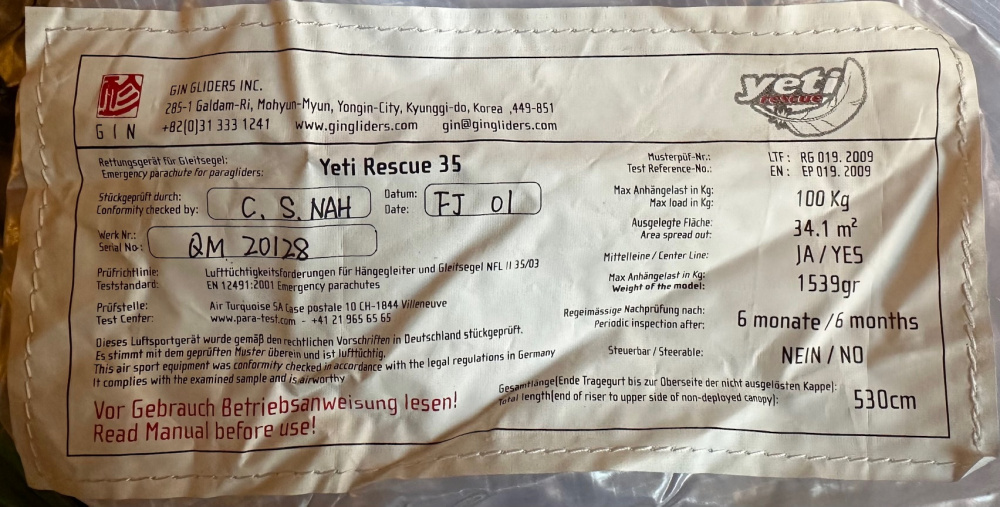 GIN GLIDERS INC.
285-1 Galdam-Ri, Mohyun-Myun, Yongin-City, Kyunggi-do, Korea ,449-851
+82(0)31 333 1241 www.gingliders.com gin@gingliders.com
GIN
yeti
rescue
Rettungsgerät für Gleitsegel:
Emergency parachute for paragliders:
Yeti Rescue 35
Stückgeprüft durch:
Conformity checked by:
C. S. NAH
Datum:
Date:
FJ 01
Werk Nr.:
Serial No.:
QM 20128
Prüfrichtlinie:
Teststandard:
Lufttüchtigkeitsforderungen für Hängegleiter und Gleitsegel NFL II 35/03
EN 12491:2001 Emergency parachutes
Prüfstelle:
Test Center:
Air Turquoise SA Case postale 10 CH-1844 Villeneuve
www.para-test.com - +41 21 965 65 65
Dieses Luftsportgerät wurde gemäß den rechtlichen Vorschriften in Deutschland stückgeprüft.
Es stimmt mit dem geprüften Muster überein und ist lufttüchtig.
This air sport equipment was conformity checked in accordance with the legal regulations in Germany
It complies with the examined sample and is airworthy
Vor Gebrauch Betriebsanweisung lesen!
Read Manual before use!
Musterpüf-Nr.:
Test Reference-No.:
LTF : RG 019. 2009
EN : EP 019. 2009
Max Anhängelast in Kg:
Max load in Kg:
100 Kg
Ausgelegte Fläche:
Area spread out:
34.1 m²
Mittelleine / Center Line:
JA / YES
Max Anhängelast in Kg:
Weight of the model:
1539gr
Regeimässige Nachprüfung nach:
Periodic inspection after:
6 monate / 6 months
Steuerbar / Steerable:
NEIN / NO
Gesamtlänge(Ende Tragegurt bis zur Oberseite der nicht ausgelösten Kappe):
Total length(end of riser to upper side of non-deployed canopy):
530cm